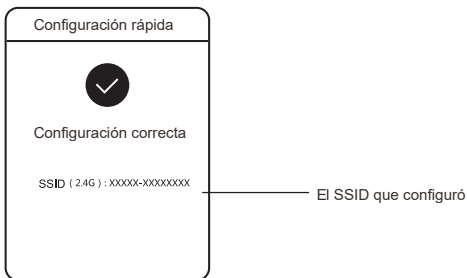 Configuración rápida
Configuración correcta
SSID ( 2.4G ) : XXXXX-XXXXXXXX
El SSID que configuró